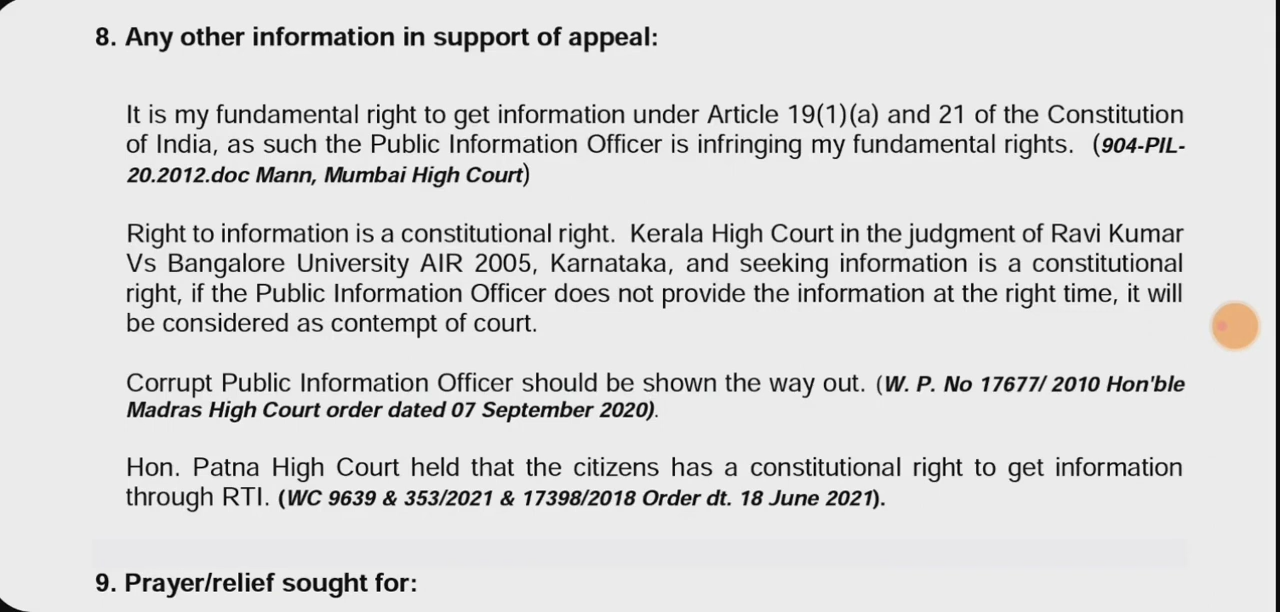 8. Any other information in support of appeal:
It is my fundamental right to get information under Article 19(1)(a) and 21 of the Constitution
of India, as such the Public Information Officer is infringing my fundamental rights. (904-PIL-
20.2012.doc Mann, Mumbai High Court)
Right to information is a constitutional right. Kerala High Court in the judgment of Ravi Kumar
Vs Bangalore University AIR 2005, Karnataka, and seeking information is a constitutional
right, if the Public Information Officer does not provide the information at the right time, it will
be considered as contempt of court.
Corrupt Public Information Officer should be shown the way out. (W. P. No 17677/ 2010 Hon'ble
Madras High Court order dated 07 September 2020).
Hon. Patna High Court held that the citizens has a constitutional right to get information
through RTI. (WC 9639 & 353/2021 & 17398/2018 Order dt. 18 June 2021).
9. Prayer/relief sought for: